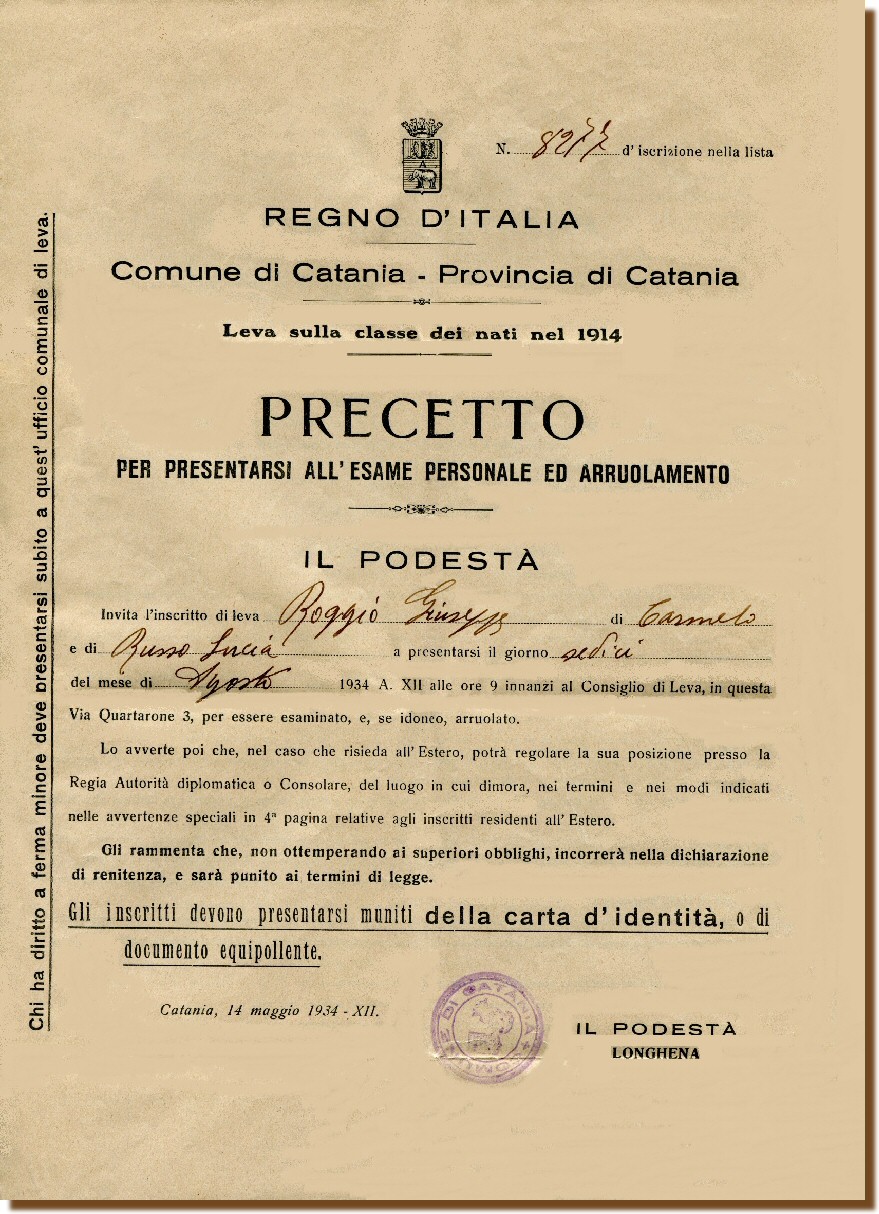 N. 8277 d' iscrizione nella lista
REGNO D'ITALIA
Comune di Catania - Provincia di Catania
Leva sulla classe dei nati nel 1914
PRECETTO
PER PRESENTARSI ALL'ESAME PERSONALE ED ARRUOLAMENTO
IL PODESTÀ
Invita l'inscritto di leva Roggio Giuseppe di Carmelo
e di Russo Lucia a presentarsi il giorno sedici
del mese di Agosto 1934 A. XII alle ore 9 innanzi al Consiglio di Leva, in questa
Via Quartarone 3, per essere esaminato, e, se idoneo, arruolato.
Lo avverte poi che, nel caso che risieda all'Estero, potrà regolare la sua posizione presso la
Regia Autorità diplomatica o Consolare, del luogo in cui dimora, nei termini e nei modi indicati
nelle avvertenze speciali in 4ª pagina relative agli inscritti residenti all'Estero.
Gli rammenta che, non ottemperando ai superiori obblighi, incorrerà nella dichiarazione
di renitenza, e sarà punito ai termini di legge.
Gli inscritti devono presentarsi muniti della carta d'identità, o di
documento equipollente.
Catania, 14 maggio 1934 - XII.
COMUNE DI CATANIA
IL PODESTÀ
LONGHENA
Chi ha diritto a ferma minore deve presentarsi subito a quest' ufficio comunale di leva.